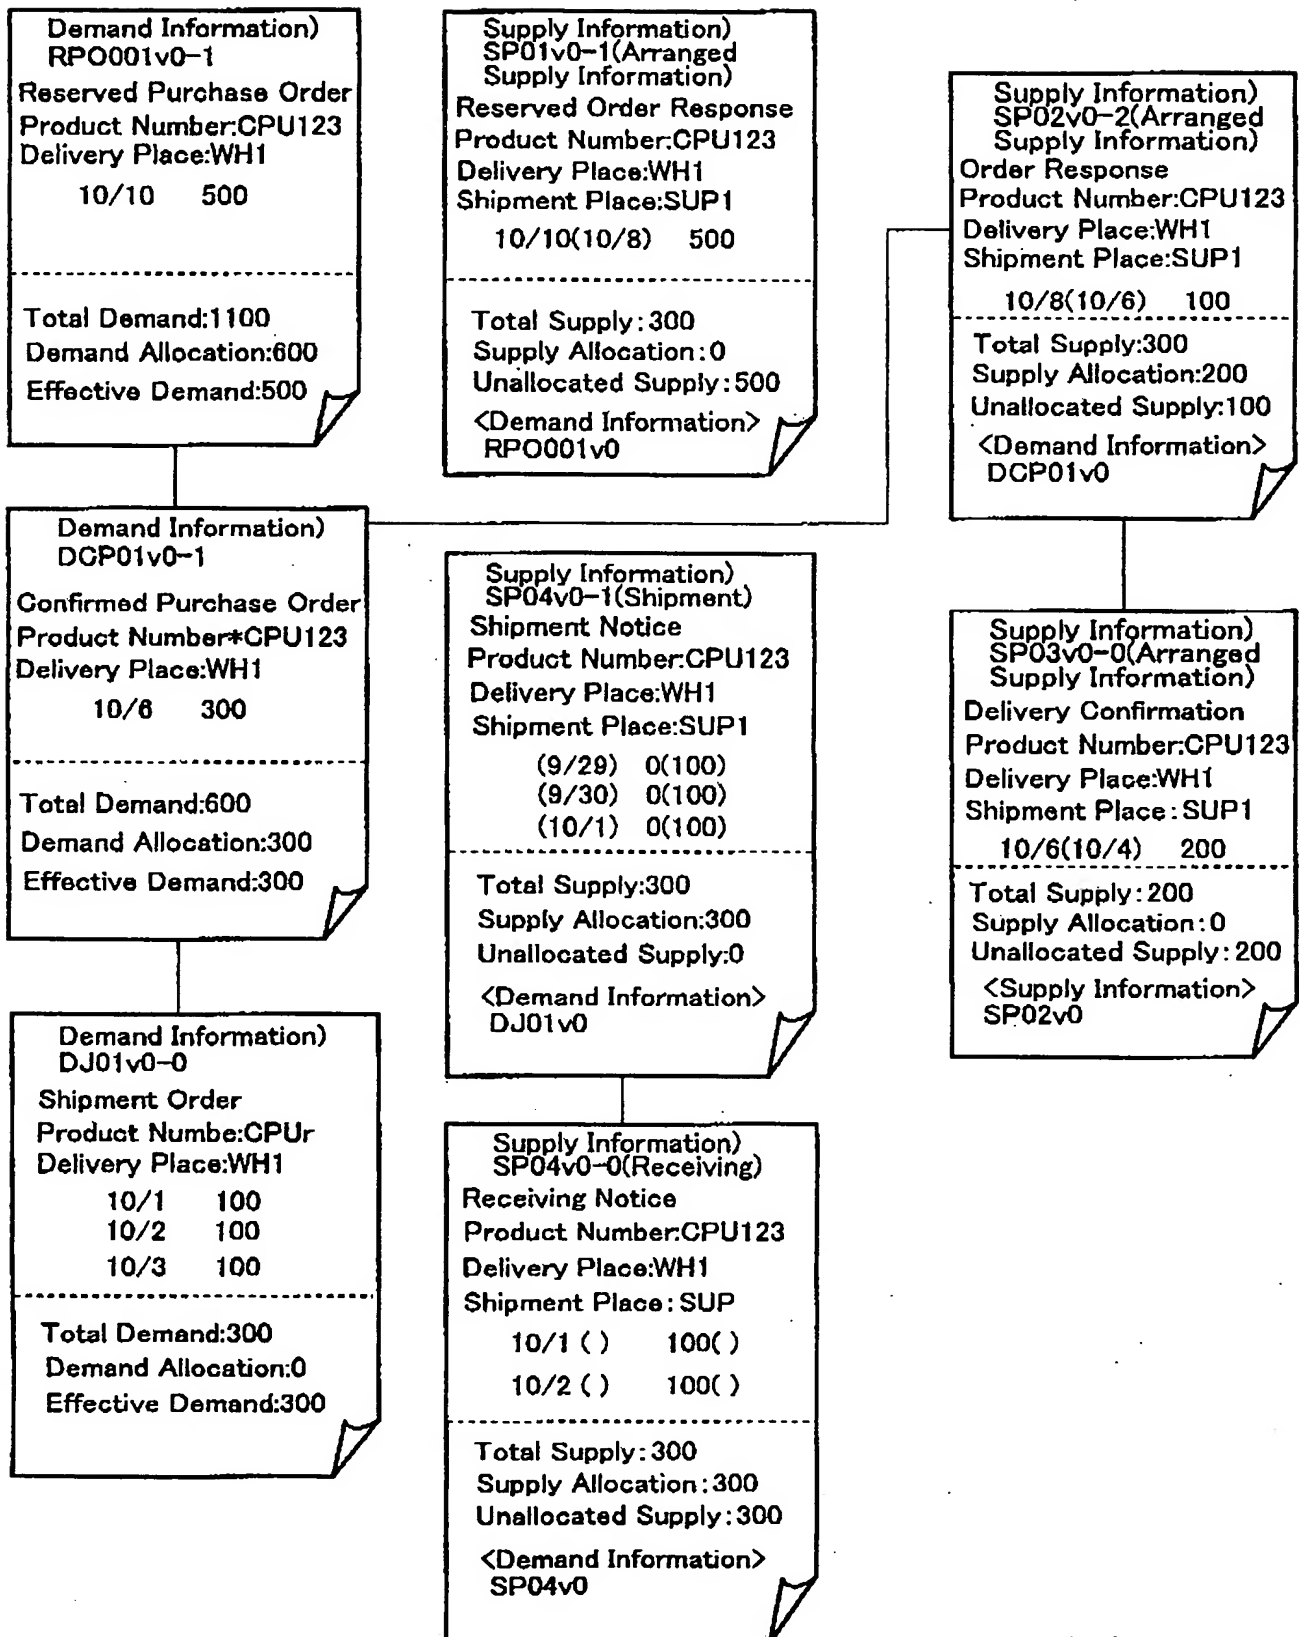 Demand Information)
RPO001v0-1
Reserved Purchase Order
Product Number:CPU123
Delivery Place:WH1
10/10 500
Total Demand:1100
Demand Allocation:600
Effective Demand:500
Demand Information)
DCP01v0-1
Confirmed Purchase Order
Product Number*CPU123
Delivery Place:WH1
10/6 300
Total Demand:600
Demand Allocation:300
Effective Demand:300
Demand Information)
DJ01v0-0
Shipment Order
Product Numbe:CPUr
Delivery Place:WH1
10/1 100
10/2 100
10/3 100
Total Demand:300
Demand Allocation:0
Effective Demand:300
Supply Information)
SP01v0-1(Arranged
Supply Information)
Reserved Order Response
Product Number:CPU123
Delivery Place:WH1
Shipment Place:SUP1
10/10(10/8) 500
Total Supply:300
Supply Allocation:0
Unallocated Supply:500
<Demand Information>
RPO001v0
Supply Information)
SP04v0-1(Shipment)
Shipment Notice
Product Number:CPU123
Delivery Place:WH1
Shipment Place:SUP1
(9/29) 0(100)
(9/30) 0(100)
(10/1) 0(100)
Total Supply:300
Supply Allocation:300
Unallocated Supply:0
<Demand Information>
DJ01v0
Supply Information)
SP04v0-0(Receiving)
Receiving Notice
Product Number:CPU123
Delivery Place:WH1
Shipment Place:SUP
10/1 ( ) 100( )
10/2 ( ) 100( )
Total Supply:300
Supply Allocation:300
Unallocated Supply:300
<Demand Information>
SP04v0
Supply Information)
SP02v0-2(Arranged
Supply Information)
Order Response
Product Number:CPU123
Delivery Place:WH1
Shipment Place:SUP1
10/8(10/6) 100
Total Supply:300
Supply Allocation:200
Unallocated Supply:100
<Demand Information>
DCP01v0
Supply Information)
SP03v0-0(Arranged
Supply Information)
Delivery Confirmation
Product Number:CPU123
Delivery Place:WH1
Shipment Place:SUP1
10/6(10/4) 200
Total Supply:200
Supply Allocation:0
Unallocated Supply:200
<Supply Information>
SP02v0